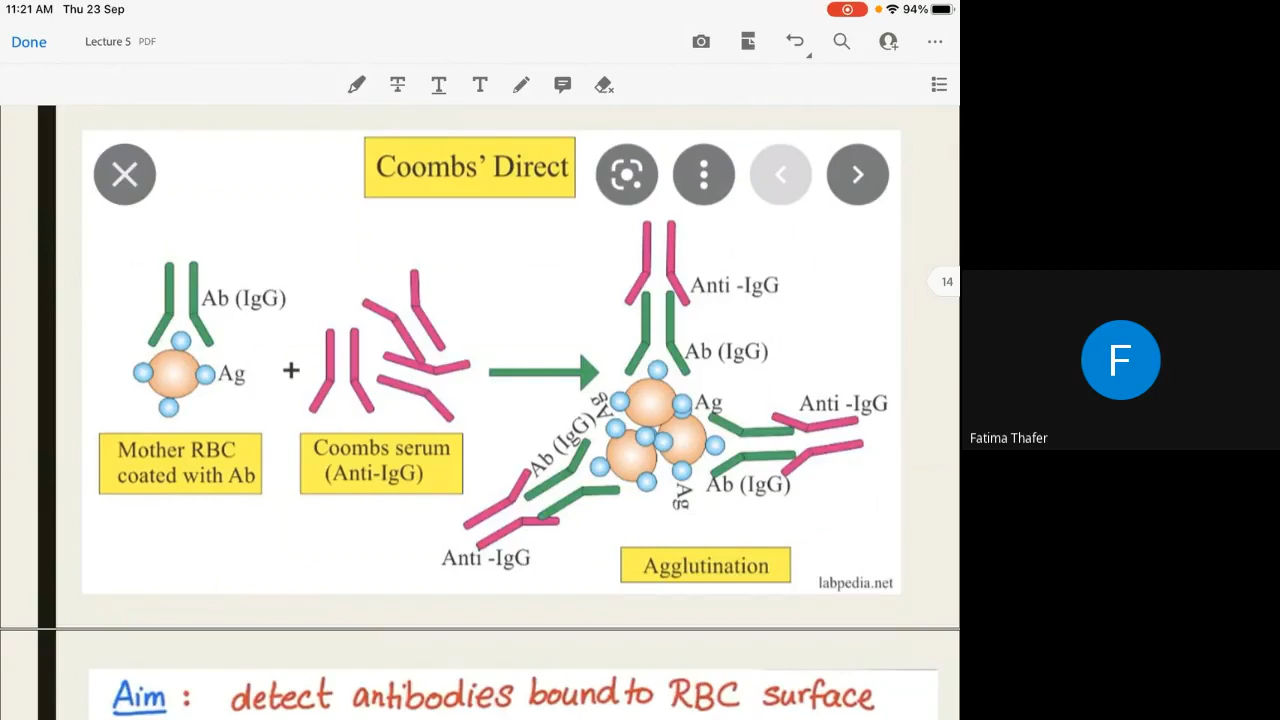 11:21 AM Thu 23 Sep
94%
Done
Lecture 5 PDF
T
T
T
Coombs' Direct
14
Anti -IgG
Ab (IgG)
Ab (IgG)
Ag
+
Ag
Ag
Anti -IgG
Ab (IgG)
Mother RBC
coated with Ab
Coombs serum
(Anti-IgG)
Ab (IgG)
Ag
Anti -IgG
Agglutination
labpedia.net
Aim : detect antibodies bound to RBC surface
F
Fatima Thafer